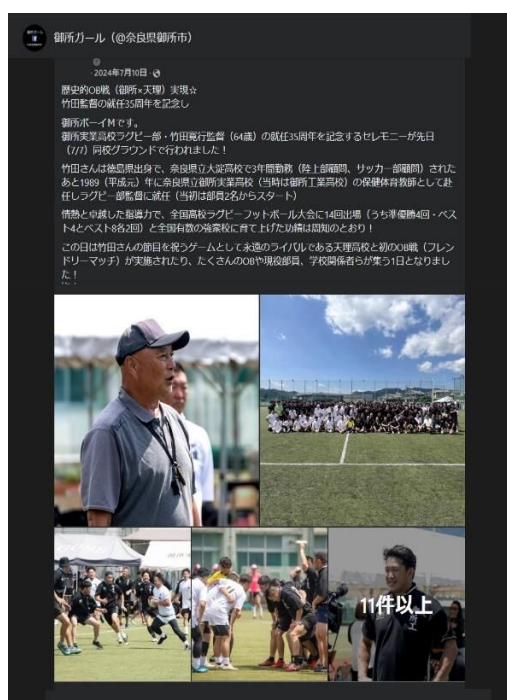 御所ガール（@奈良県御所市）
· 2024年7月10日 ·
歴史的OB戦（御所×天理）実現☆
竹田監督の就任35周年を記念し
御所ボーイMです。
御所実業高校ラグビー部・竹田寛行監督（64歳）の就任35周年を記念するセレモニーが先日
（7/7）同校グラウンドで行われました！
竹田さんは徳島県出身で、奈良県立大淀高校で3年間勤務（陸上部顧問、サッカー部顧問）された
あと1989（平成元）年に奈良県立御所実業高校（当時は御所工業高校）の保健体育教師として赴
任しラグビー部監督に就任（当初は部員2名からスタート）
情熱と卓越した指導力で、全国高校ラグビーフットボール大会に14回出場（うち準優勝4回・ベス
ト4とベスト8各2回）と全国有数の強豪校に育て上げた功績は周知のとおり！
この日は竹田さんの節目を祝うゲームとして永遠のライバルである天理高校と初のOB戦（フレン
ドリーマッチ）が実施されたり、たくさんのOBや現役部員、学校関係者らが集う1日となりまし
た！
11件以上